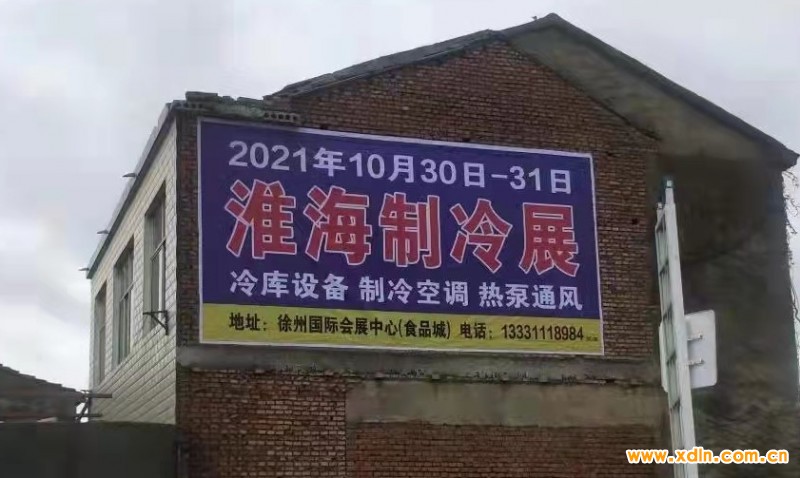 2021年10月30日-31日
淮海制冷展
冷库设备 制冷空调 热泵通风
地址：徐州国际会展中心(食品城) 电话：13331118984
www.xdln.com.cn